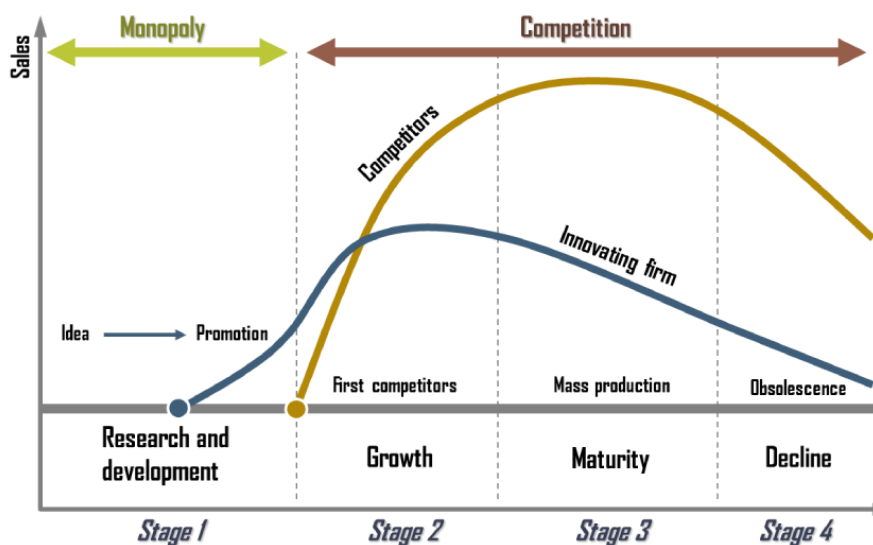 Monopoly
Competition
Sales
Competitors
Innovating firm
Idea
Promotion
First competitors
Mass production
Obsolescence
Research and
development
Growth
Maturity
Decline
Stage 1
Stage 2
Stage 3
Stage 4